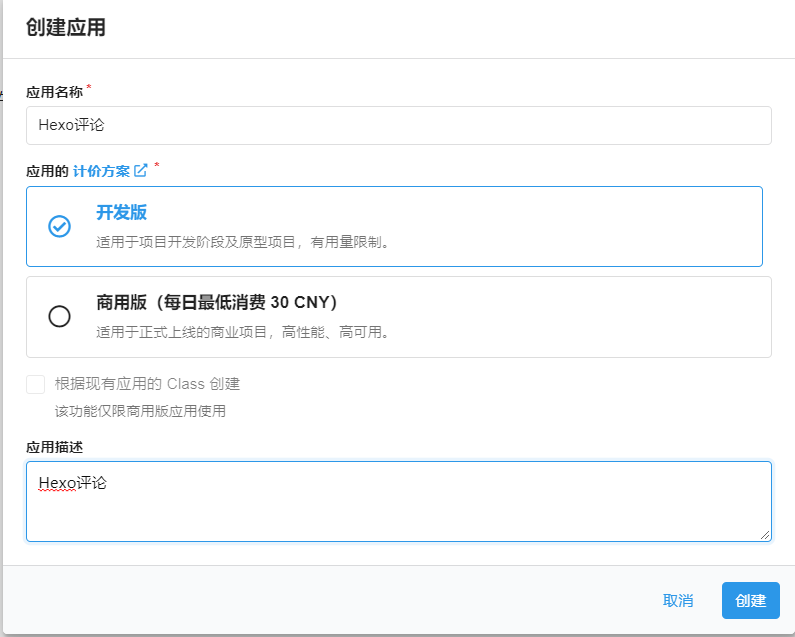 创建应用
应用名称 *
Hexo评论
应用的 计价方案 *
开发版
适用于项目开发阶段及原型项目，有用量限制。
商用版（每日最低消费 30 CNY）
适用于正式上线的商业项目，高性能、高可用。
根据现有应用的 Class 创建
该功能仅限商用版应用使用
应用描述
Hexo评论
取消 创建